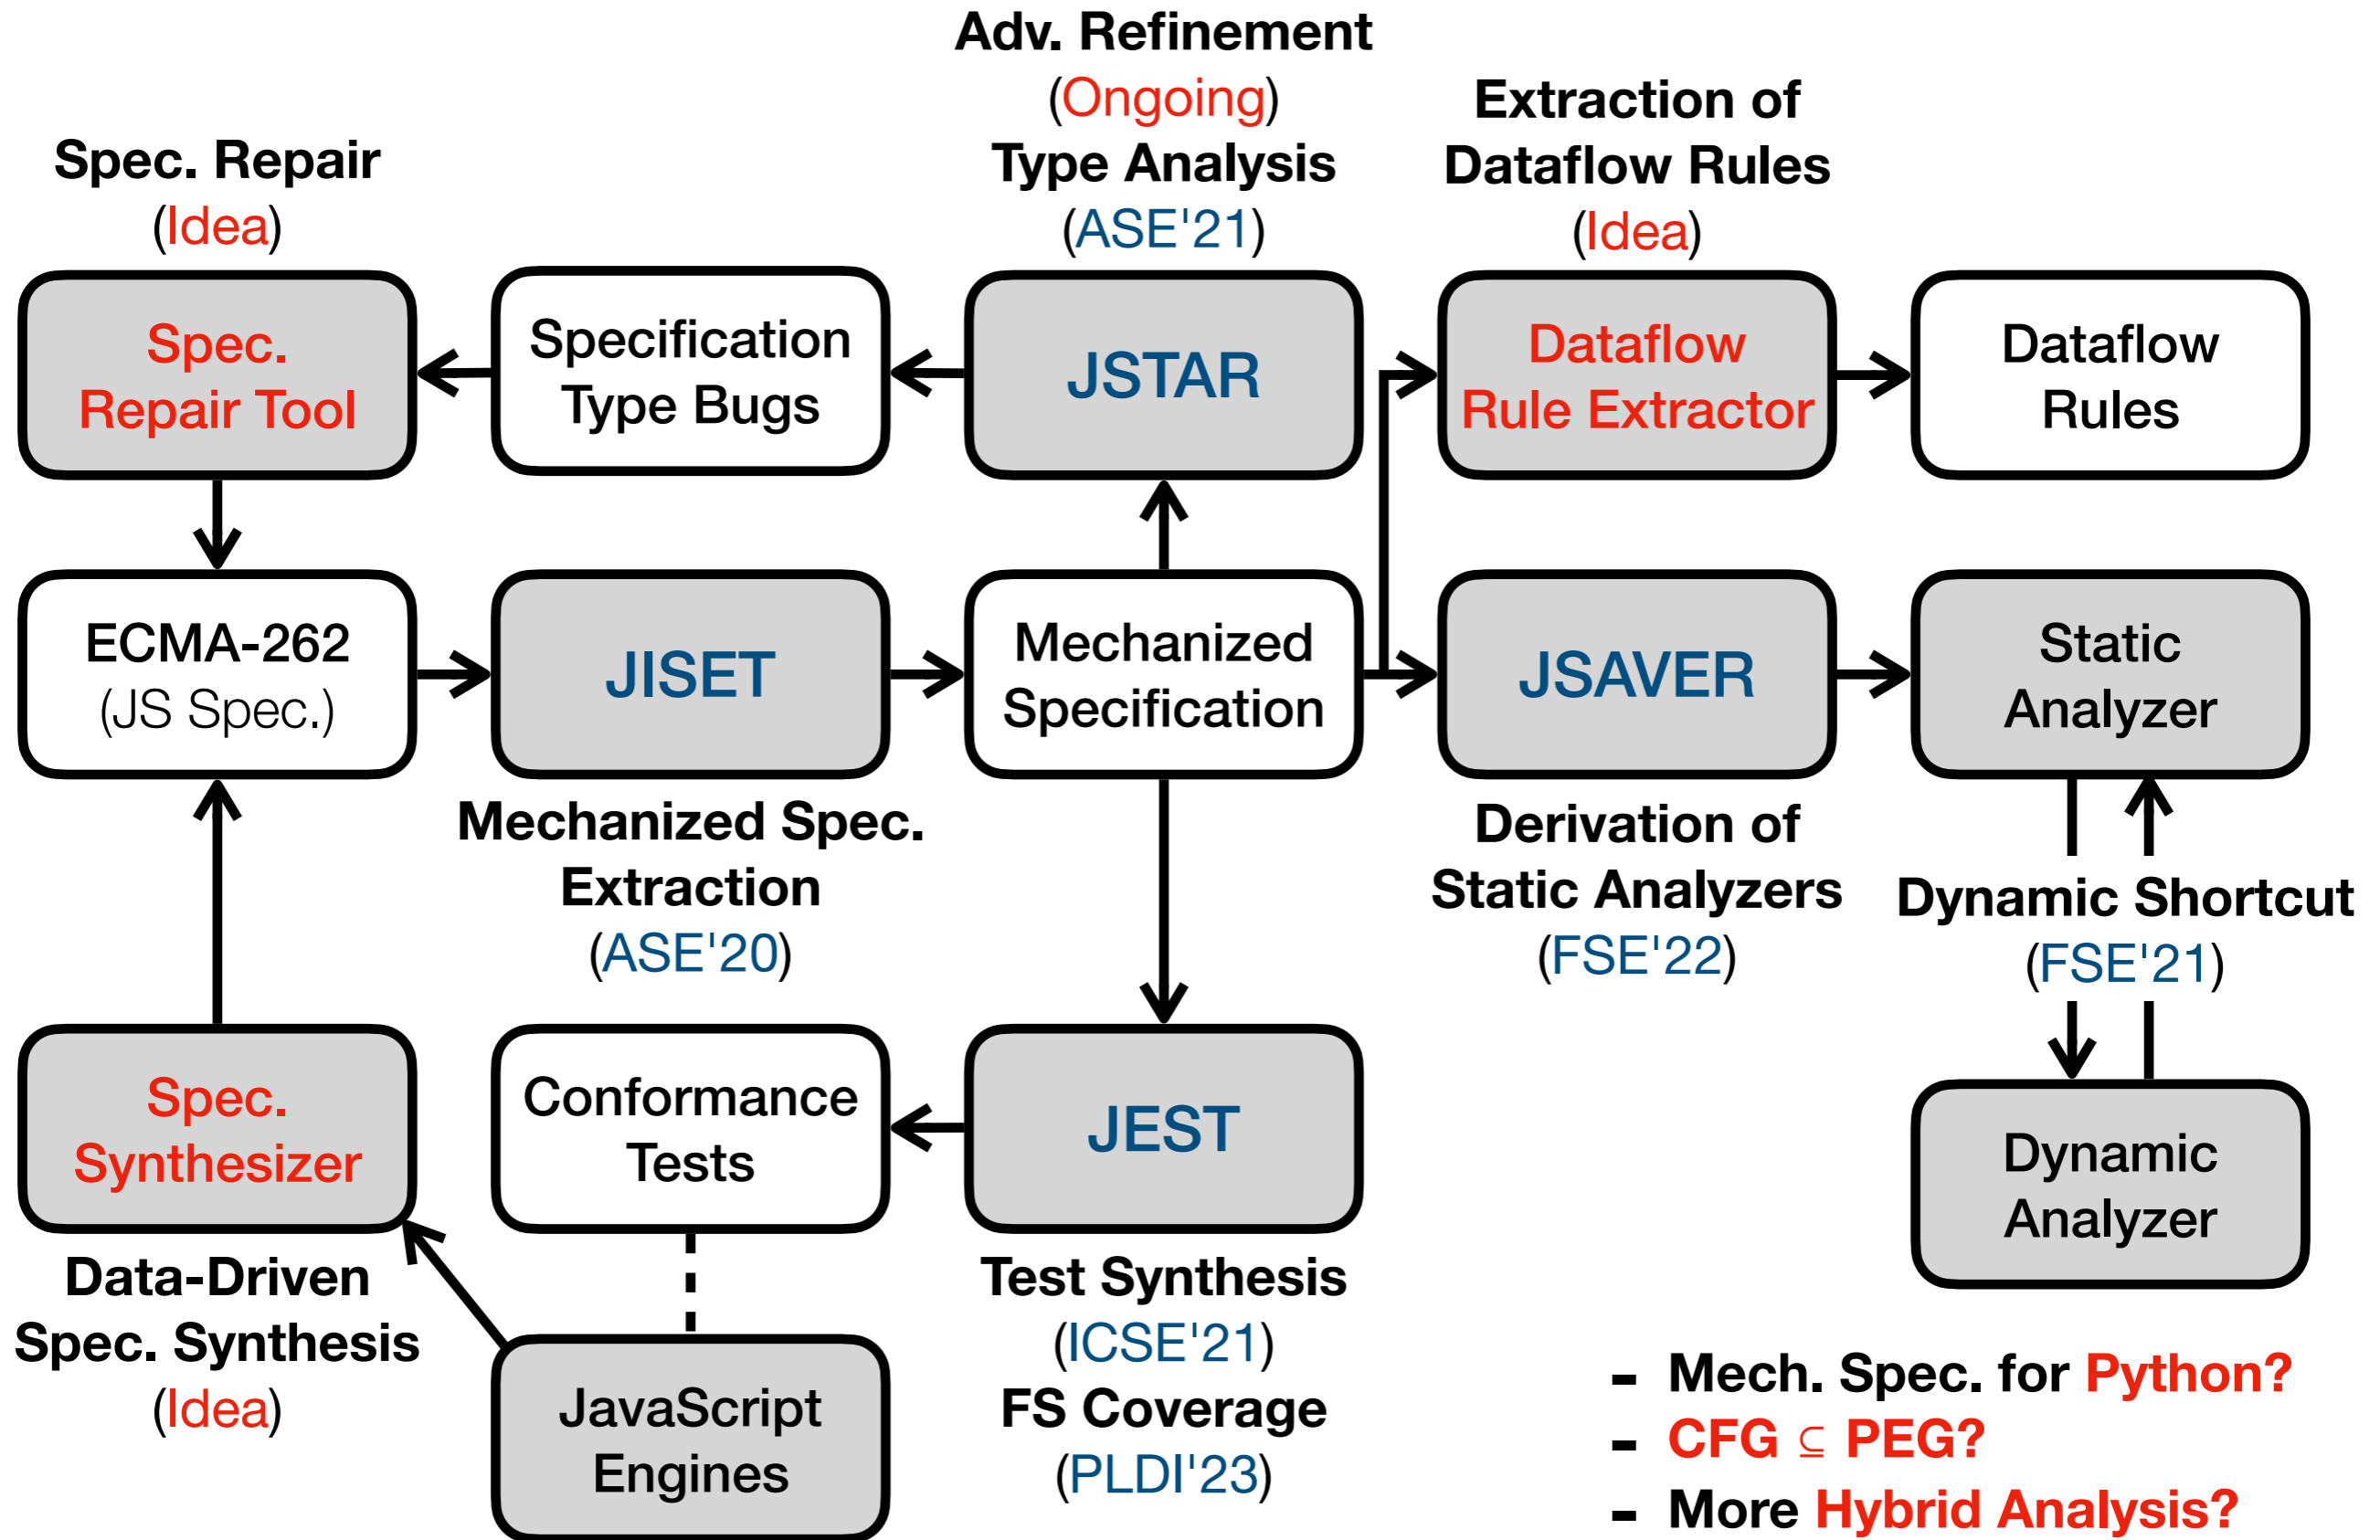 Adv. Refinement
(Ongoing)
Type Analysis
(ASE'21)
Extraction of
Dataflow Rules
(Idea)
Spec. Repair
(Idea)
Spec.
Repair Tool
Specification
Type Bugs
JSTAR
Dataflow
Rule Extractor
Dataflow
Rules
ECMA-262
(JS Spec.)
JISET
Mechanized
Specification
JSAVER
Static
Analyzer
Mechanized Spec.
Extraction
(ASE'20)
Derivation of
Static Analyzers
(FSE'22)
Dynamic Shortcut
(FSE'21)
Spec.
Synthesizer
Conformance
Tests
JEST
Dynamic
Analyzer
Data-Driven
Spec. Synthesis
(Idea)
JavaScript
Engines
Test Synthesis
(ICSE'21)
FS Coverage
(PLDI'23)
- Mech. Spec. for Python?
- CFG ⊆ PEG?
- More Hybrid Analysis?